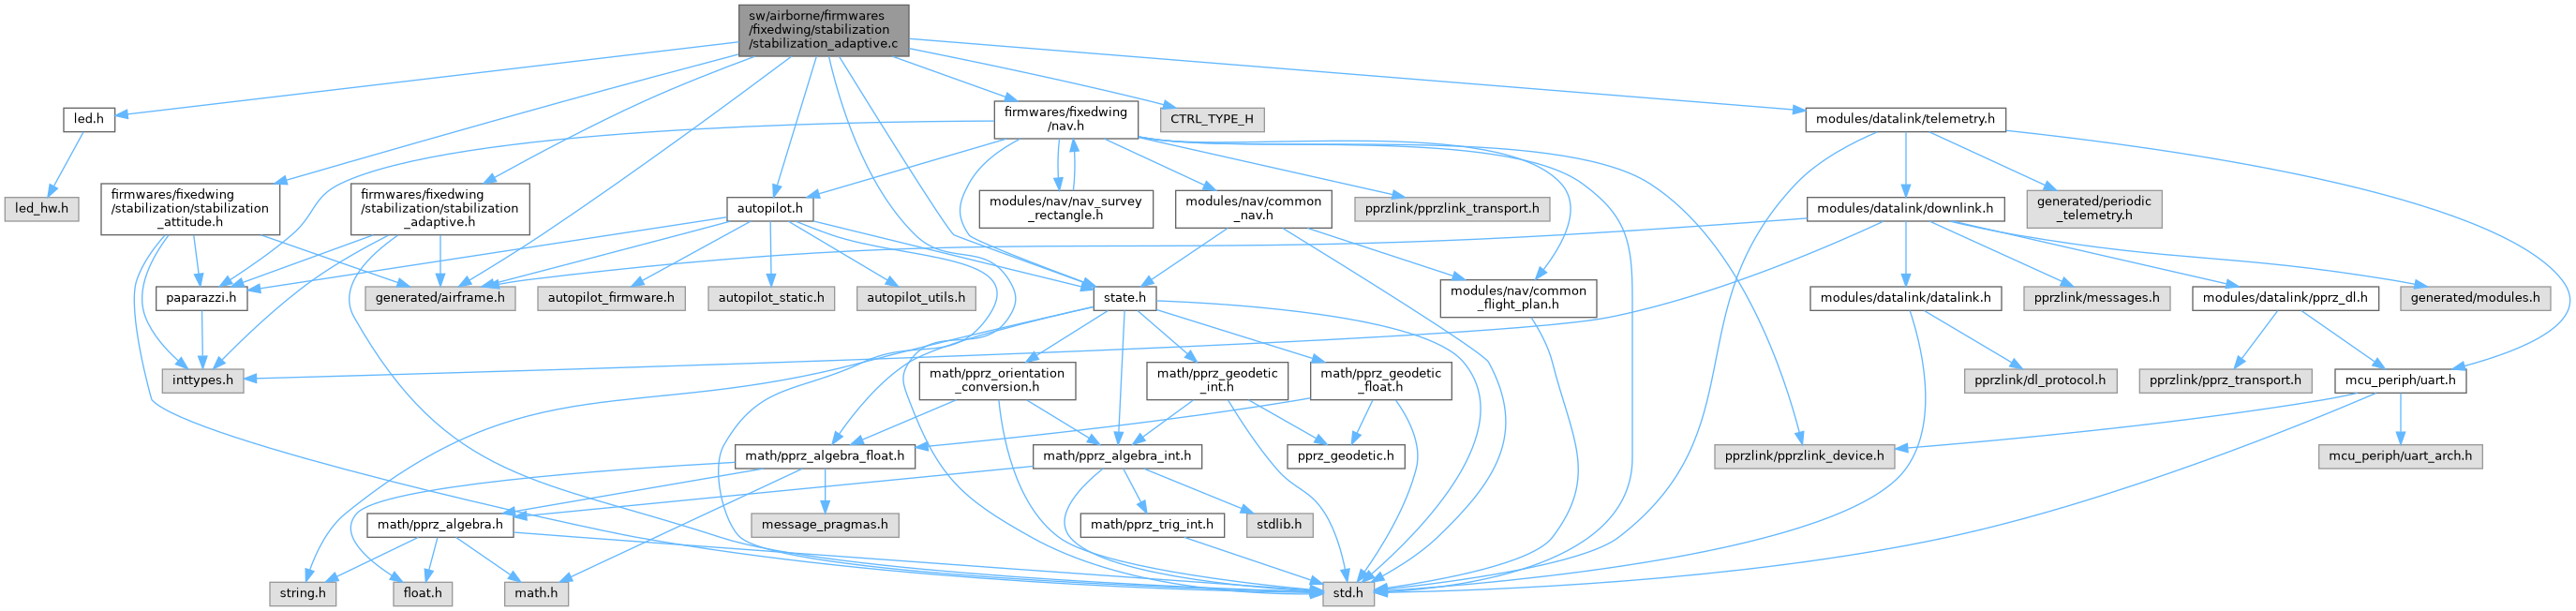 sw/airborne/firmwares
/fixedwing/stabilization
/stabilization_adaptive.c
led.h
firmwares/fixedwing
/nav.h
CTRL_TYPE_H
modules/datalink/telemetry.h
led_hw.h
firmwares/fixedwing
/stabilization/stabilization
_attitude.h
firmwares/fixedwing
/stabilization/stabilization
_adaptive.h
autopilot.h
modules/nav/nav_survey
_rectangle.h
modules/nav/common
_nav.h
pprzlink/pprzlink_transport.h
modules/datalink/downlink.h
generated/periodic
_telemetry.h
paparazzi.h
generated/airframe.h
autopilot_firmware.h
autopilot_static.h
autopilot_utils.h
state.h
modules/nav/common
_flight_plan.h
modules/datalink/datalink.h
pprzlink/messages.h
modules/datalink/pprz_dl.h
generated/modules.h
inttypes.h
math/pprz_orientation
_conversion.h
math/pprz_geodetic
_int.h
math/pprz_geodetic
_float.h
pprzlink/dl_protocol.h
pprzlink/pprz_transport.h
mcu_periph/uart.h
math/pprz_algebra_float.h
math/pprz_algebra_int.h
pprz_geodetic.h
pprzlink/pprzlink_device.h
mcu_periph/uart_arch.h
math/pprz_algebra.h
message_pragmas.h
math/pprz_trig_int.h
stdlib.h
string.h
float.h
math.h
std.h